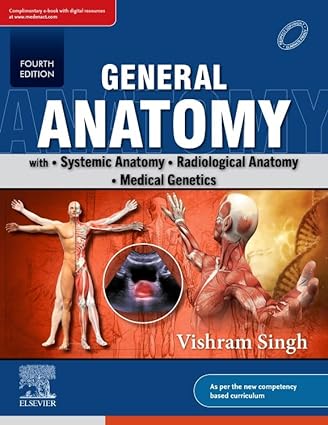 Complimentary e-book with digital resources
at www.medenact.com
FOURTH
EDITION
GENERAL
ANATOMY
with • Systemic Anatomy • Radiological Anatomy
• Medical Genetics
Vishram Singh
ELSEVIER
As per the new competency
based curriculum